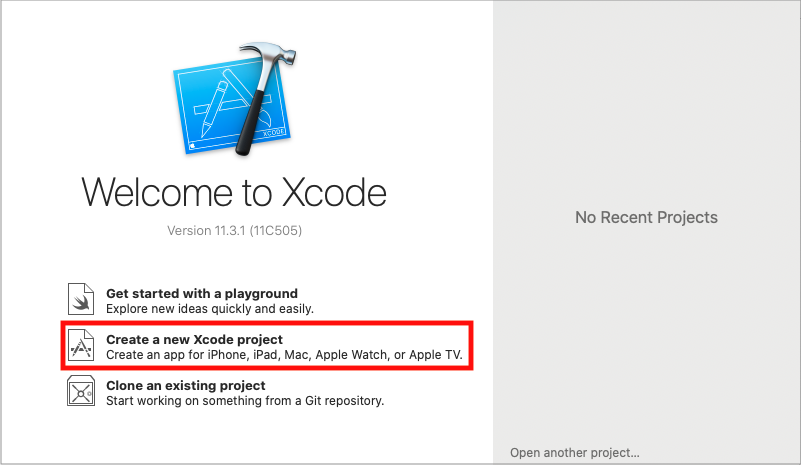 XCODE
Welcome to Xcode
Version 11.3.1 (11C505)
Get started with a playground
Explore new ideas quickly and easily.
Create a new Xcode project
Create an app for iPhone, iPad, Mac, Apple Watch, or Apple TV.
Clone an existing project
Start working on something from a Git repository.
No Recent Projects
Open another project...